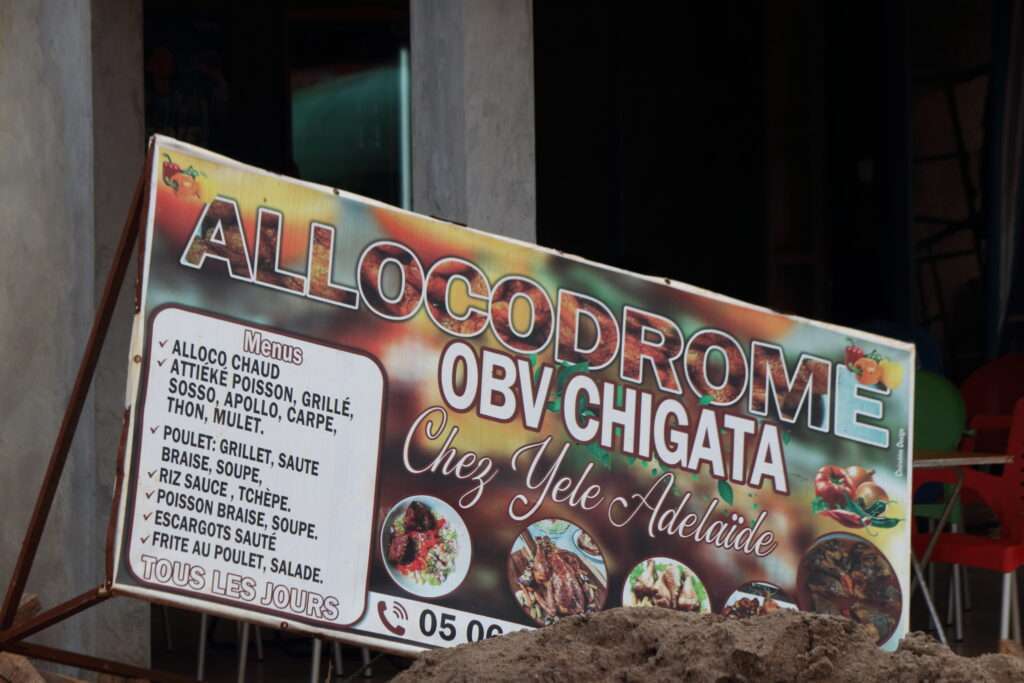 ALLOCODROME
OBV CHIGATA
Chez Yele Adelaïde
Menus
ALLOCO CHAUD
ATTIÉKÉ POISSON, GRILLÉ,
SOSSO, APOLLO, CARPE,
THON, MULET.
POULET: GRILLET, SAUTE
BRAISE, SOUPE,
RIZ SAUCE , TCHÈPE.
POISSON BRAISE, SOUPE.
ESCARGOTS SAUTÉ
FRITE AU POULET, SALADE.
TOUS LES JOURS
05 06